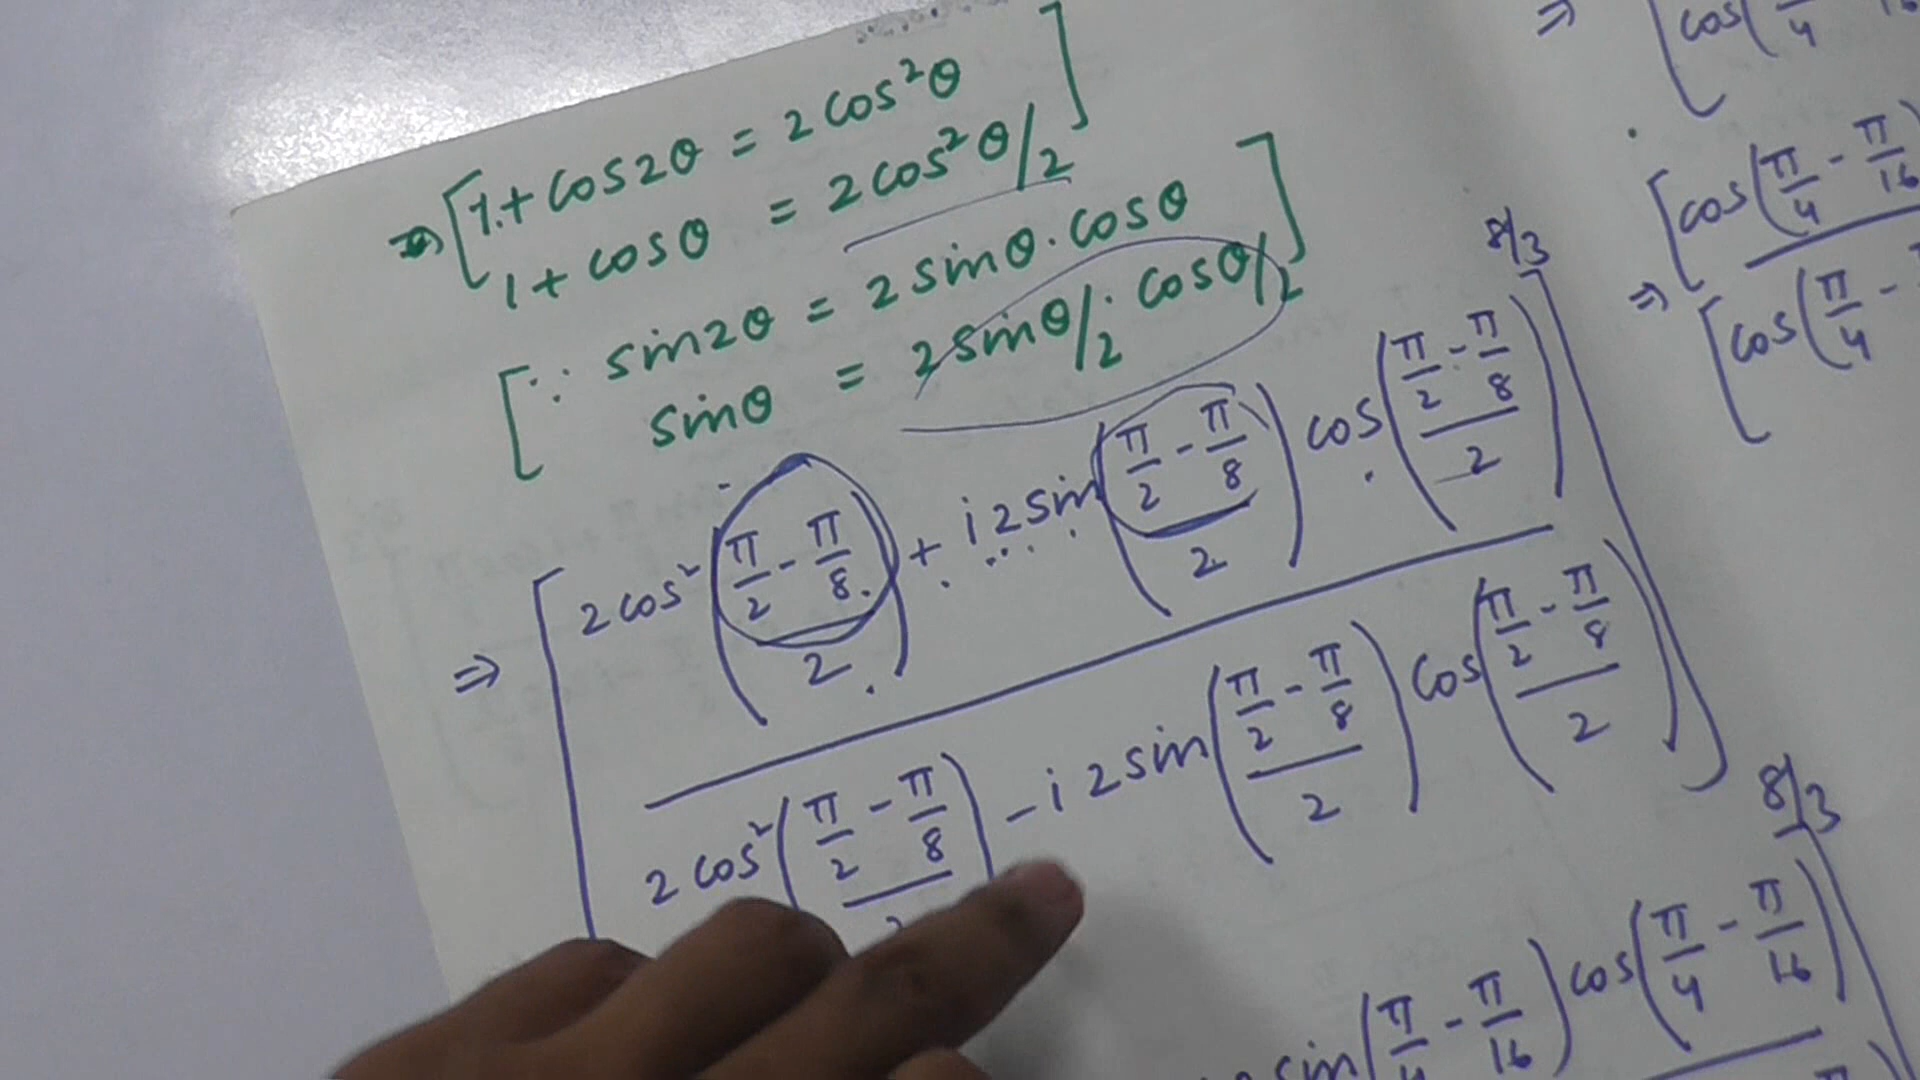 ⇒ [1 + cos2θ = 2cos²θ
1 + cosθ = 2cos²θ/2]
[∵ sin2θ = 2sinθ.cosθ
sinθ = 2sinθ/2.cosθ/2]
⇒ [2cos²((π/2 - π/8)/2) + i2sin((π/2 - π/8)/2) cos((π/2 - π/8)/2)
2cos²((π/2 - π/8)/2) - i2sin((π/2 - π/8)/2) cos((π/2 - π/8)/2)] 8/3
sin(π/4 - π/16) cos(π/4 - π/16) 8/3
⇒ [cos(π/4
[cos(π/4 - π/16)
⇒ [cos(π/4 -